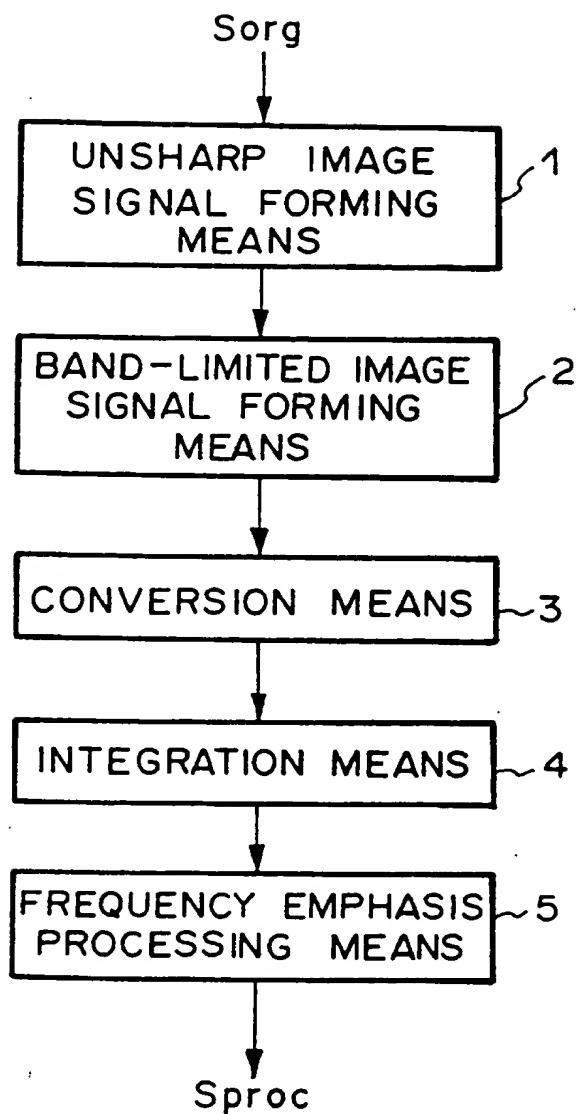 Sorg
UNSHARP IMAGE
SIGNAL FORMING
MEANS
1
BAND-LIMITED IMAGE
SIGNAL FORMING
MEANS
2
CONVERSION MEANS
3
INTEGRATION MEANS
4
FREQUENCY EMPHASIS
PROCESSING MEANS
5
Sproc